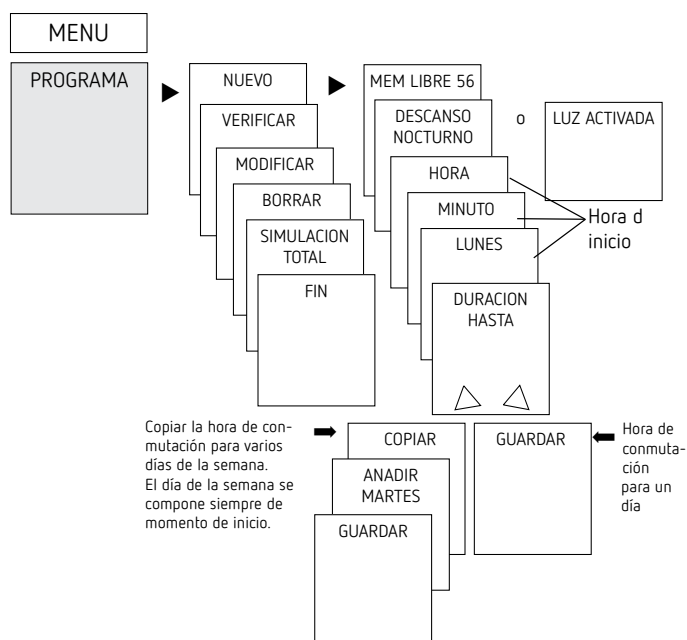 MENU
PROGRAMA
NUEVO
VERIFICAR
MODIFICAR
BORRAR
SIMULACION
TOTAL
FIN
MEM LIBRE 56
DESCANSO
NOCTURNO
o
LUZ ACTIVADA
HORA
MINUTO
LUNES
Hora d
inicio
DURACION
HASTA
Copiar la hora de con-
mutación para varios
días de la semana.
El día de la semana se
compone siempre de
momento de inicio.
COPIAR
ANADIR
MARTES
GUARDAR
GUARDAR
Hora de
conmuta-
ción
para un
día